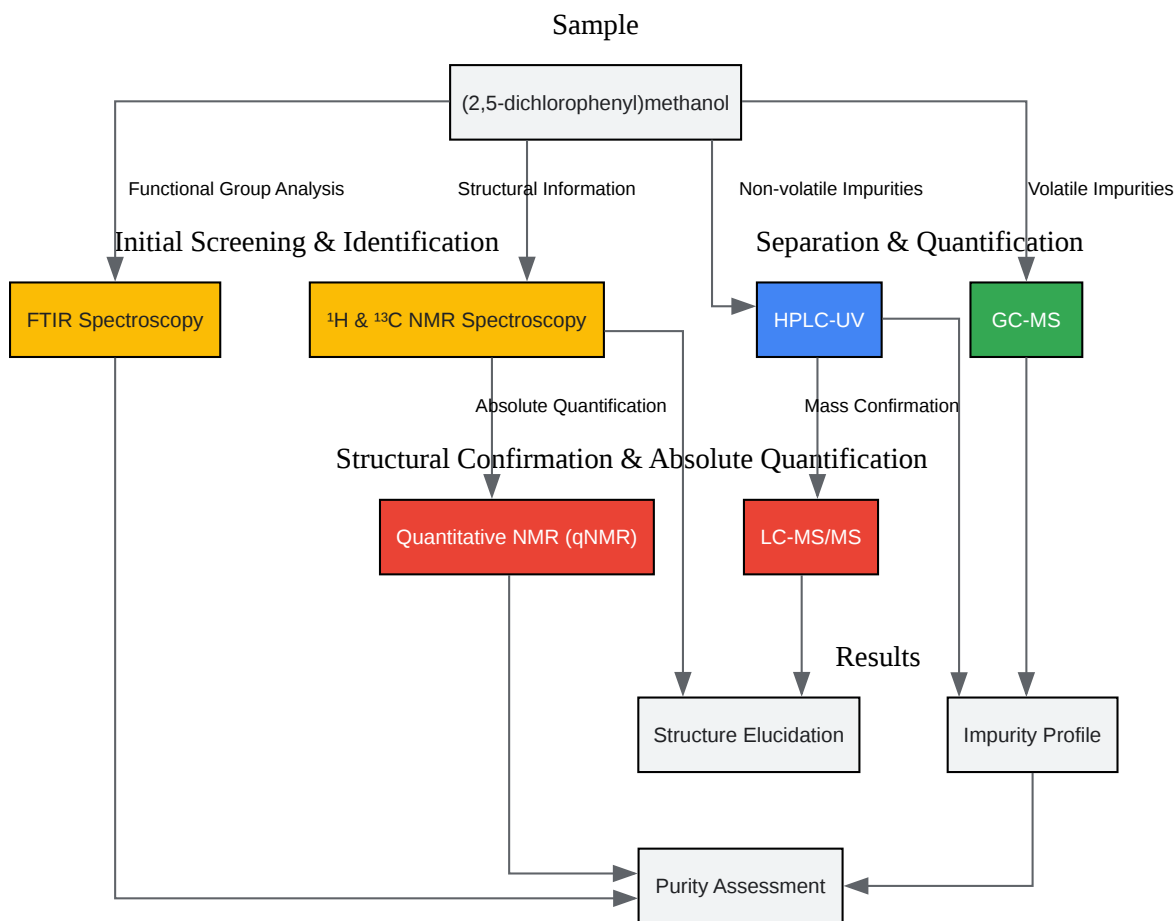 Sample
(2,5-dichlorophenyl)methanol
Functional Group Analysis
Structural Information
Non-volatile Impurities
Volatile Impurities
Initial Screening & Identification
Separation & Quantification
FTIR Spectroscopy
¹H & ¹³C NMR Spectroscopy
HPLC-UV
GC-MS
Absolute Quantification
Mass Confirmation
Structural Confirmation & Absolute Quantification
Quantitative NMR (qNMR)
LC-MS/MS
Results
Structure Elucidation
Impurity Profile
Purity Assessment